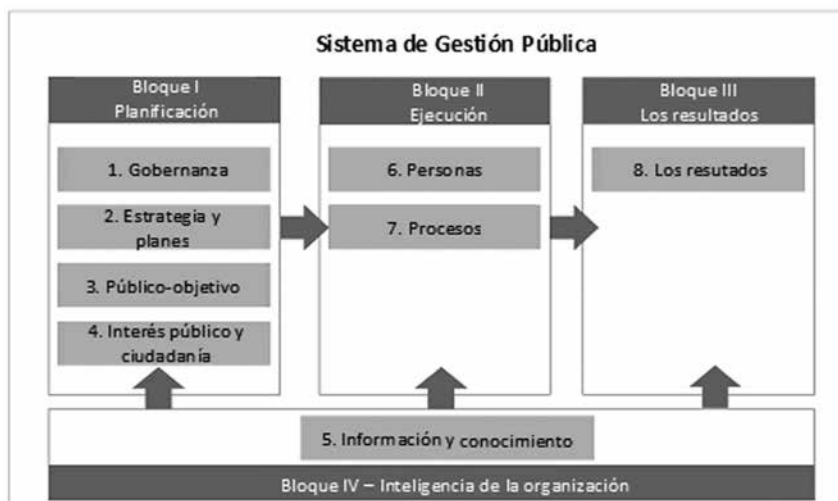 Sistema de Gestión Pública
Bloque I
Planificación
1. Gobernanza
2. Estrategia y
planes
3. Público-objetivo
4. Interés público y
ciudadanía
Bloque II
Ejecución
6. Personas
7. Procesos
Bloque III
Los resultados
8. Los resutados
5. Información y conocimiento
Bloque IV – Inteligencia de la organización